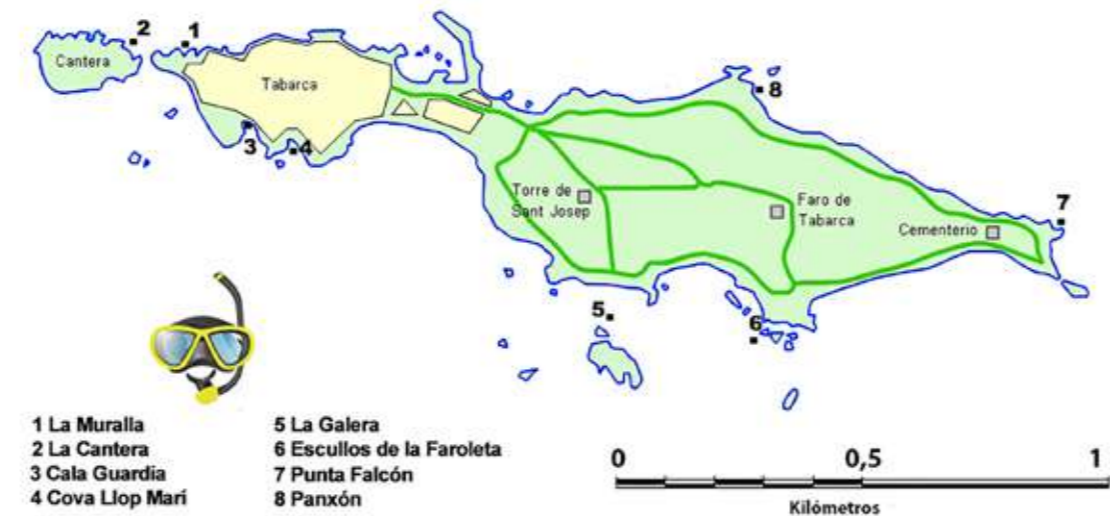 2
1
Cantera
Tabarca
8
3
4
Torre de
Sant Josep
Faro de
Tabarca
7
Cementerio
5
6
1 La Muralla
2 La Cantera
3 Cala Guardia
4 Cova Llop Marí
5 La Galera
6 Escullos de la Faroleta
7 Punta Falcón
8 Panxón
0 0,5 1
Kilómetros